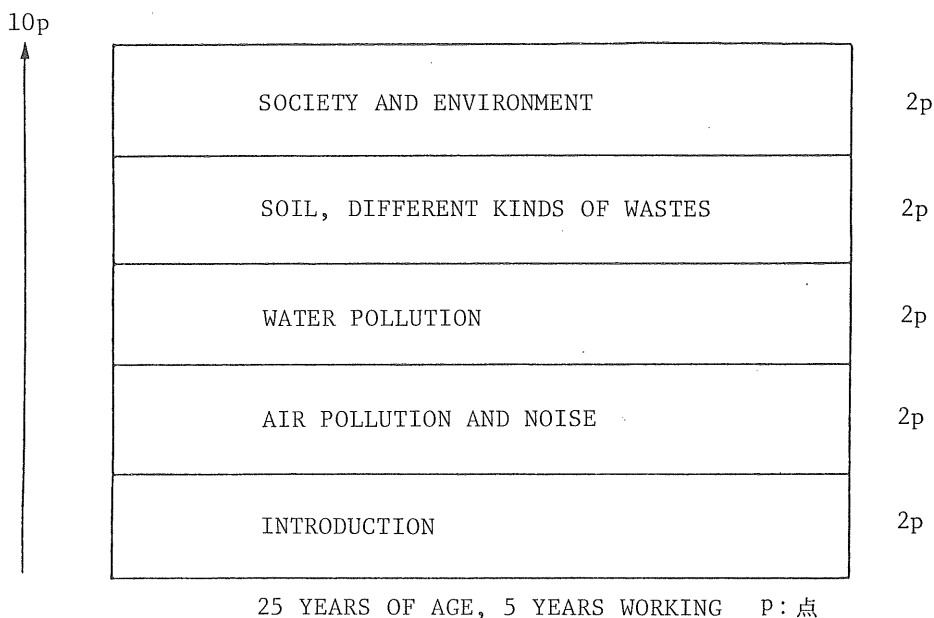 10p
SOCIETY AND ENVIRONMENT 2p
SOIL, DIFFERENT KINDS OF WASTES 2p
WATER POLLUTION 2p
AIR POLLUTION AND NOISE 2p
INTRODUCTION 2p
25 YEARS OF AGE, 5 YEARS WORKING P:点